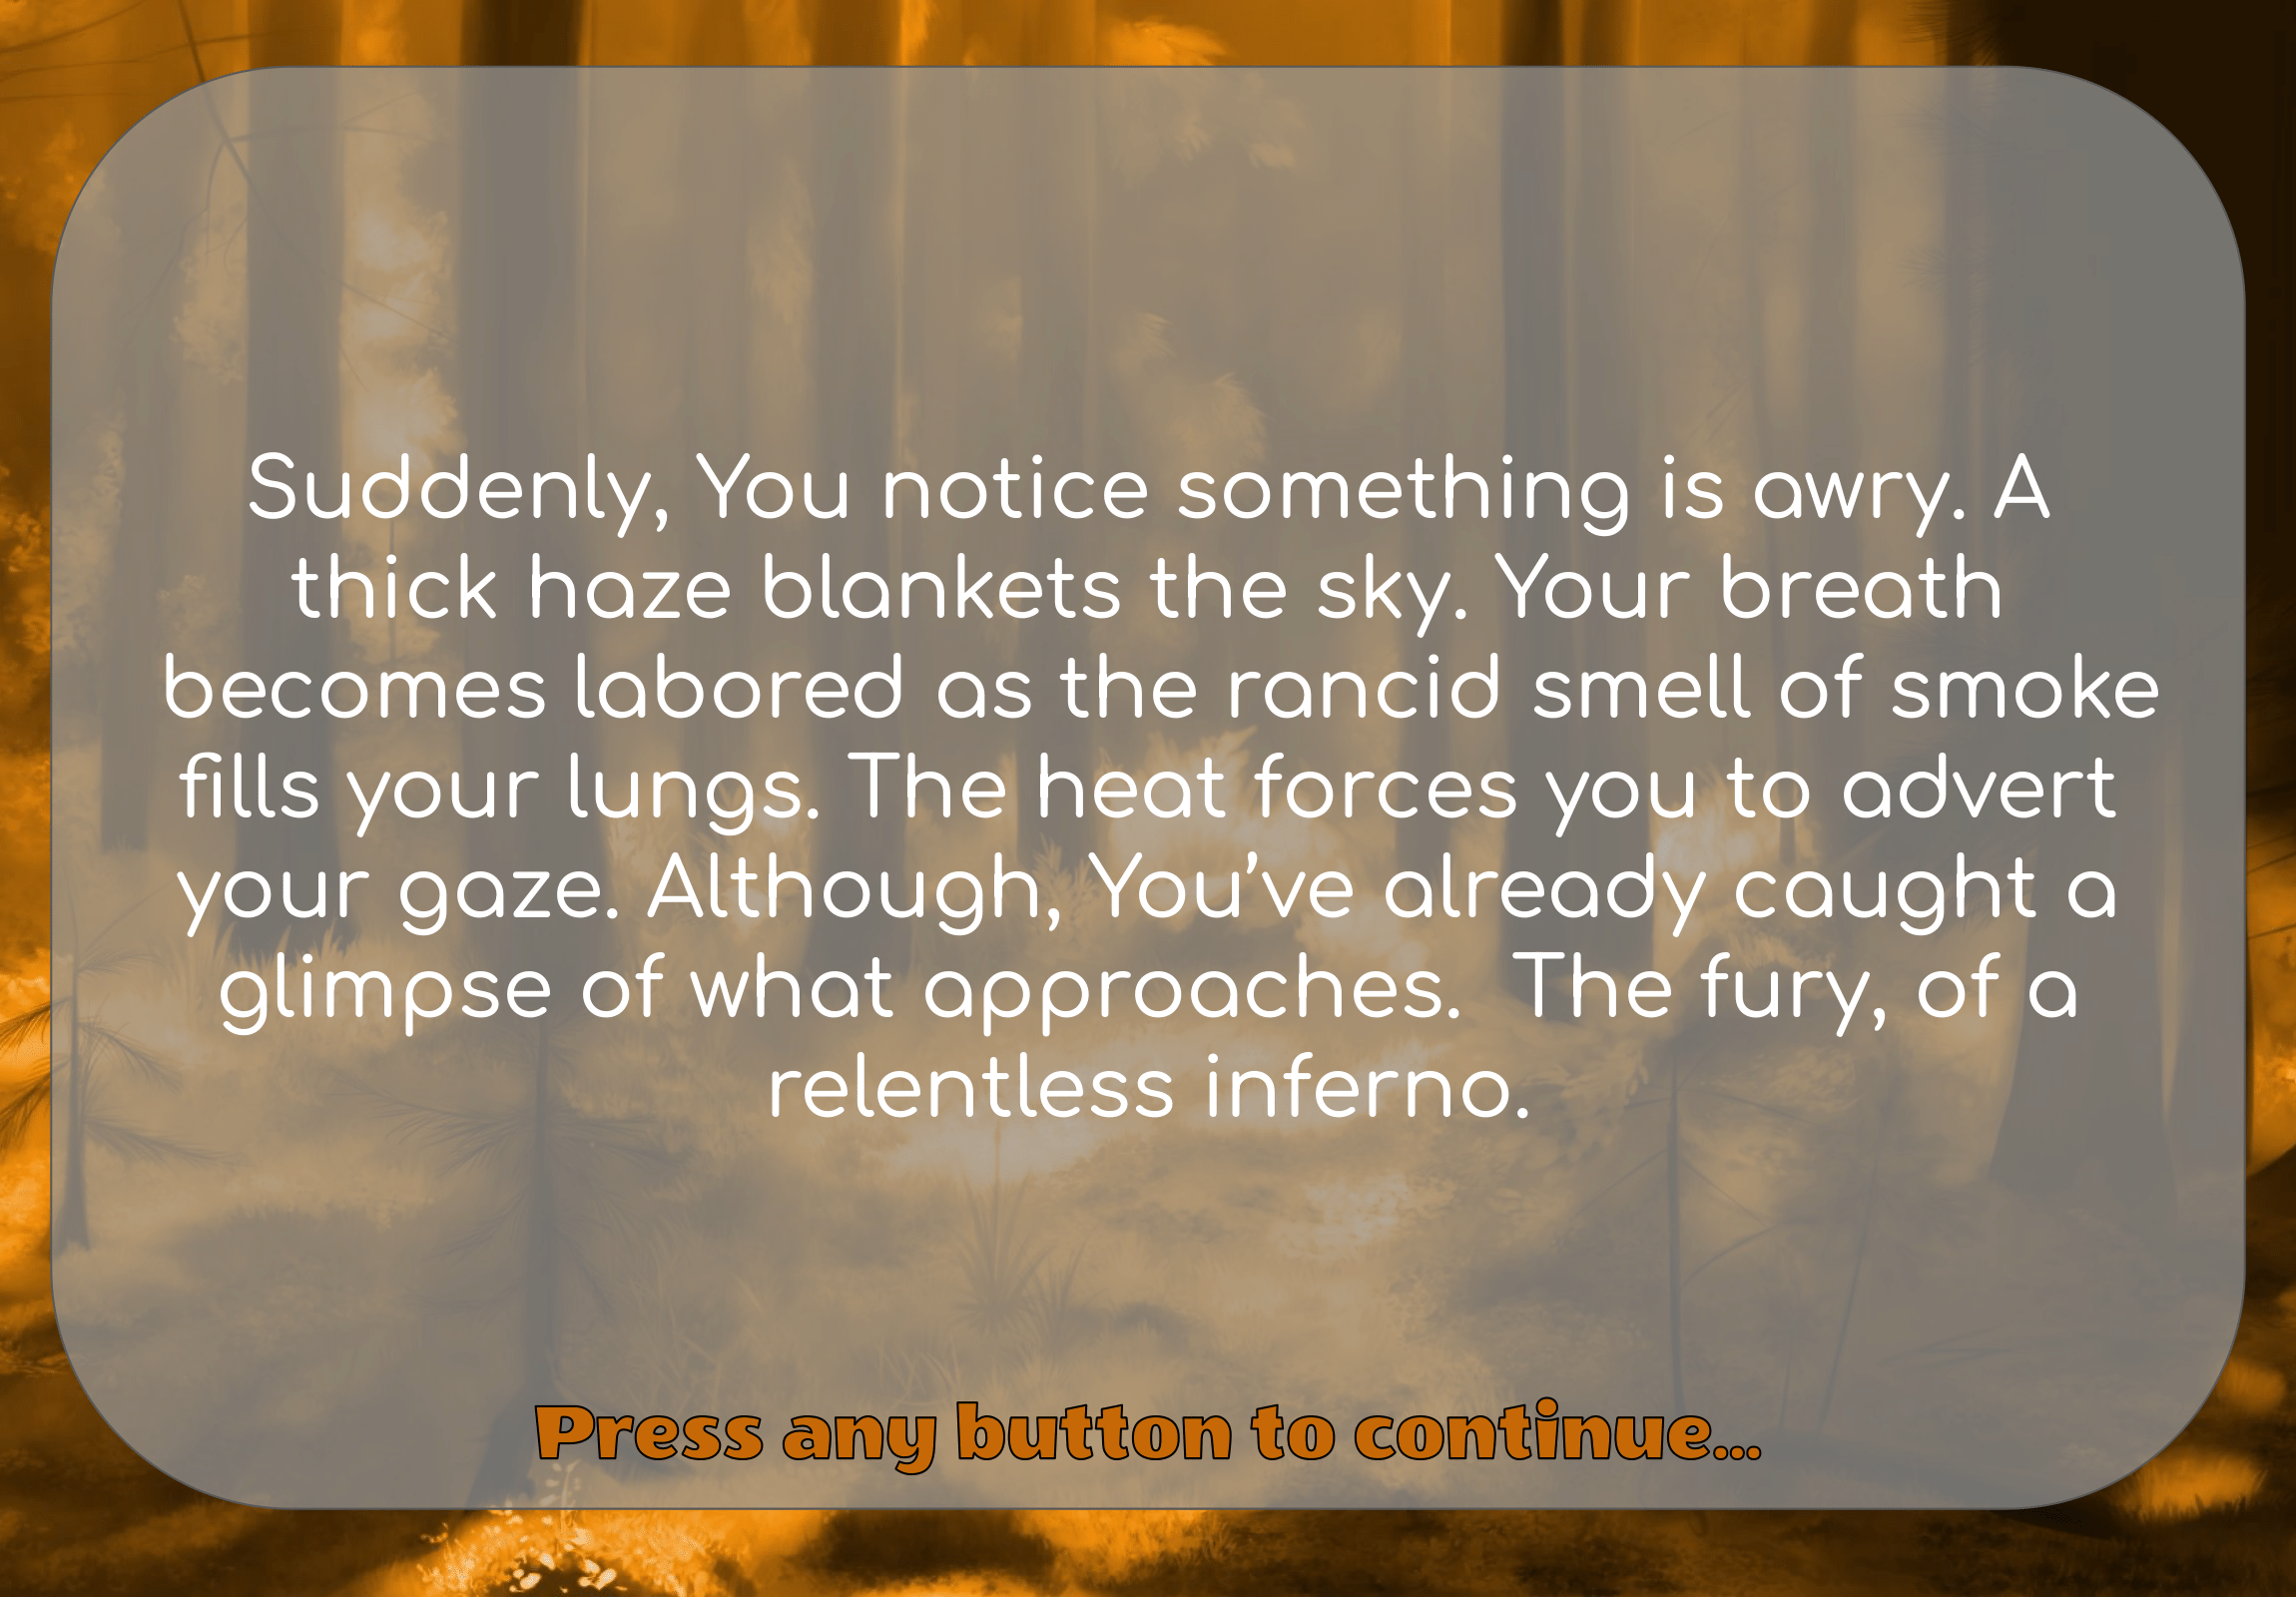 Suddenly, You notice something is awry. A
thick haze blankets the sky. Your breath
becomes labored as the rancid smell of smoke
fills your lungs. The heat forces you to advert
your gaze. Although, You’ve already caught a
glimpse of what approaches.  The fury, of a
relentless inferno.
Press any button to continue...